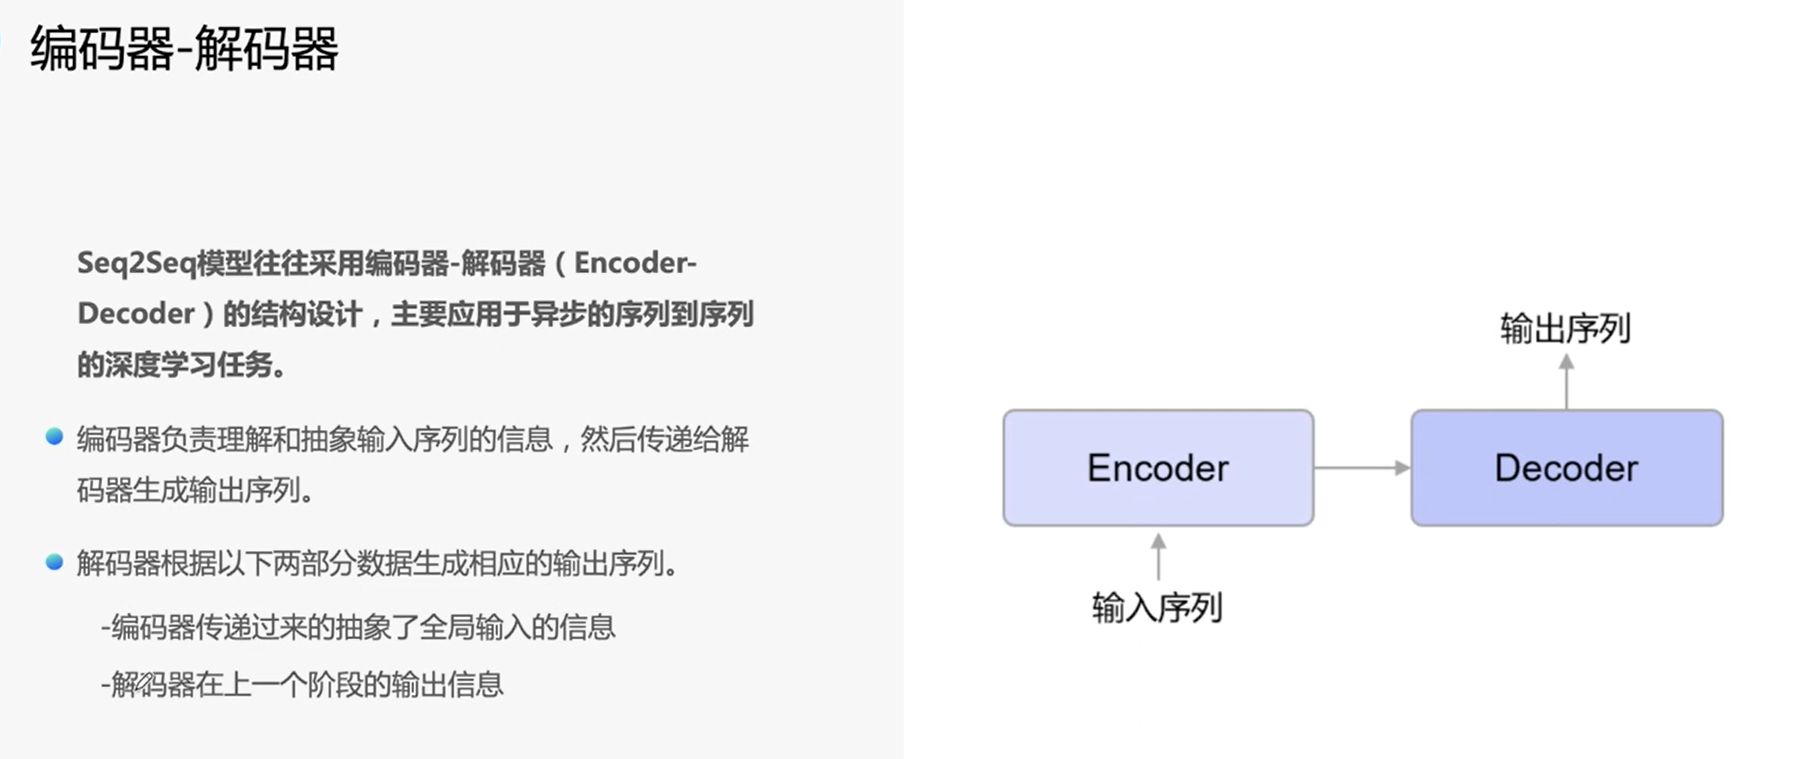 编码器-解码器
Seq2Seq模型往往采用编码器-解码器（Encoder-
Decoder）的结构设计，主要应用于异步的序列到序列
的深度学习任务。
编码器负责理解和抽象输入序列的信息，然后传递给解
码器生成输出序列。
解码器根据以下两部分数据生成相应的输出序列。
-编码器传递过来的抽象了全局输入的信息
-解码器在上一个阶段的输出信息
输出序列
Encoder
Decoder
输入序列